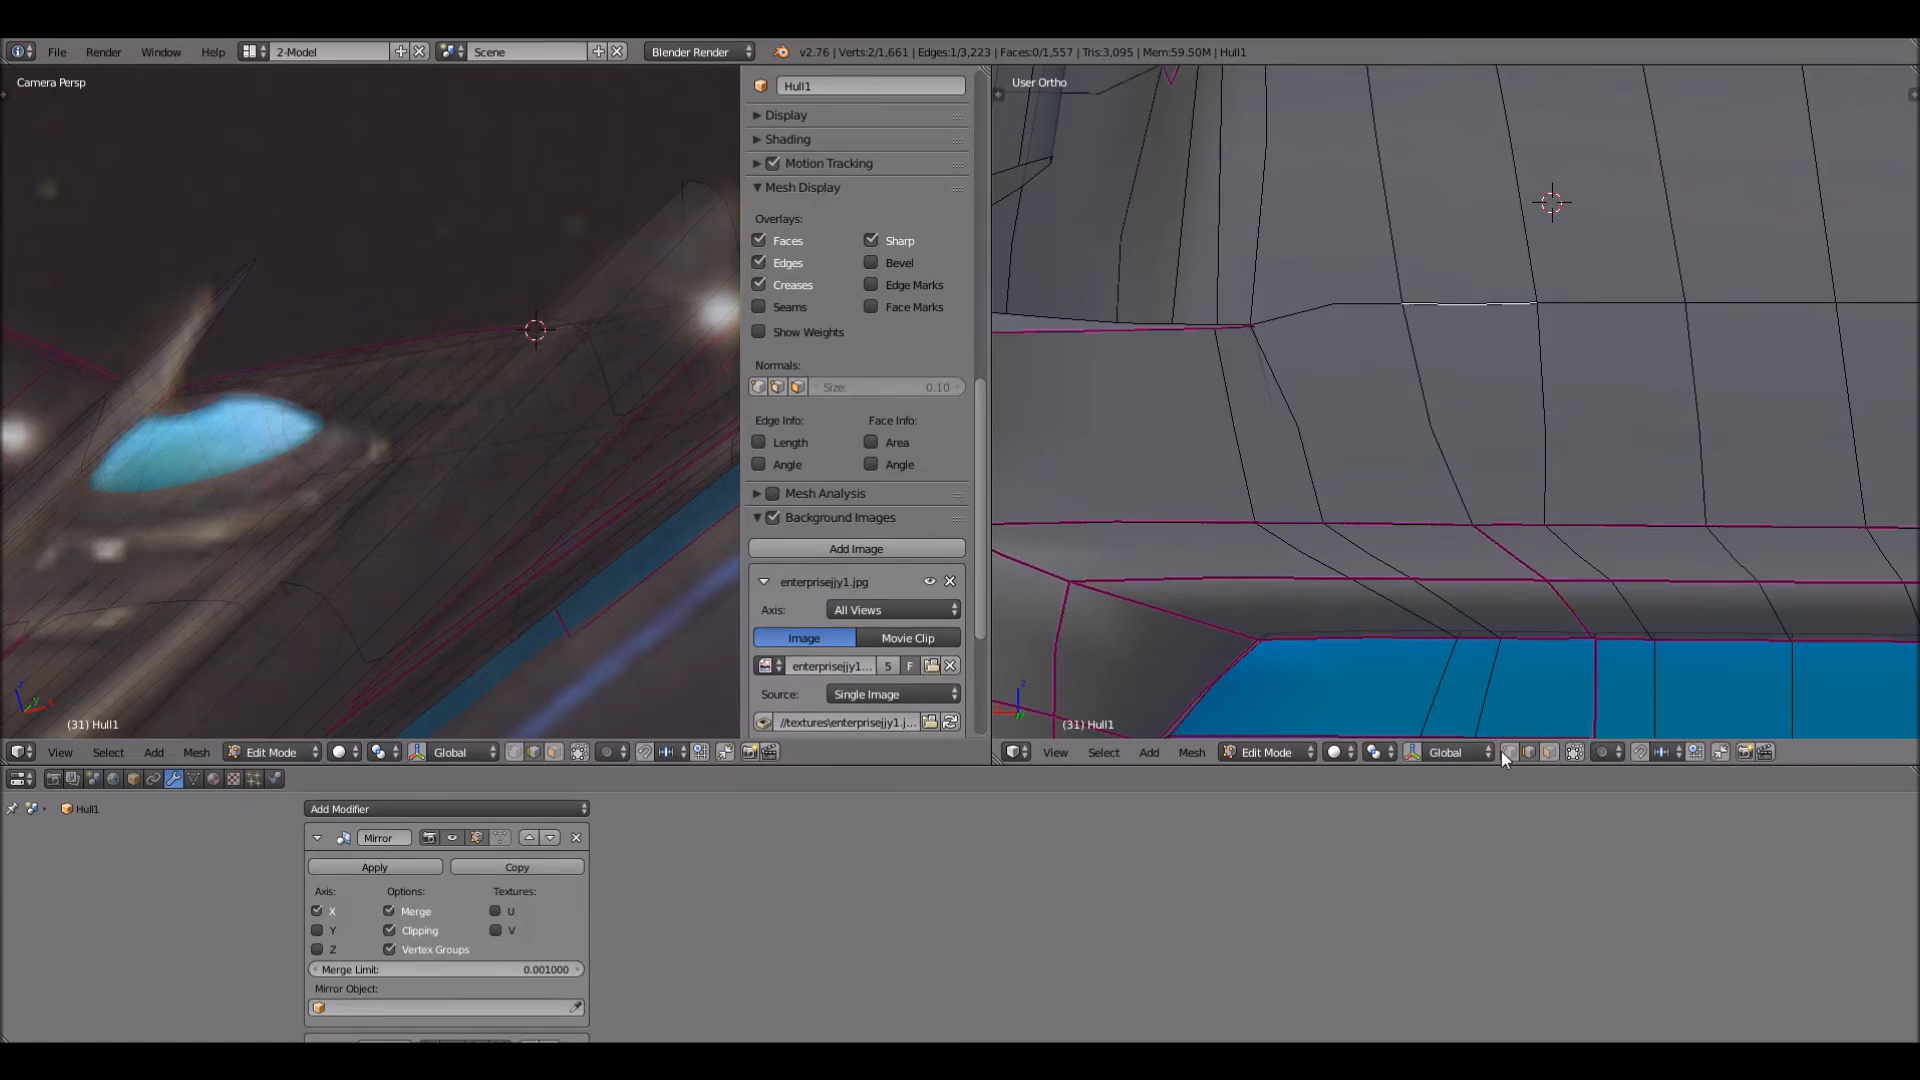 File Render Window Help 2-Model Scene Blender Render v2.76 | Verts:2/1,661 | Edges:1/3,223 | Faces:0/1,557 | Tris:3,095 | Mem:59.50M | Hull1
Camera Persp
Hull1
Display
Shading
Motion Tracking
Mesh Display
Overlays:
Faces Sharp
Edges Bevel
Creases Edge Marks
Seams Face Marks
Show Weights
Normals:
Size: 0.10
Edge Info: Face Info:
Length Area
Angle Angle
Mesh Analysis
Background Images
Add Image
enterprisejjy1.jpg
Axis: All Views
Image Movie Clip
enterprisejjy1... 5 F
Source: Single Image
//textures\enterprisejjy1.j...
User Ortho
(31) Hull1
(31) Hull1
View Select Add Mesh Edit Mode Global
View Select Add Mesh Edit Mode Global
Hull1
Add Modifier
Mirror
Apply Copy
Axis: Options: Textures:
X Merge U
Y Clipping V
Z Vertex Groups
Merge Limit: 0.001000
Mirror Object: